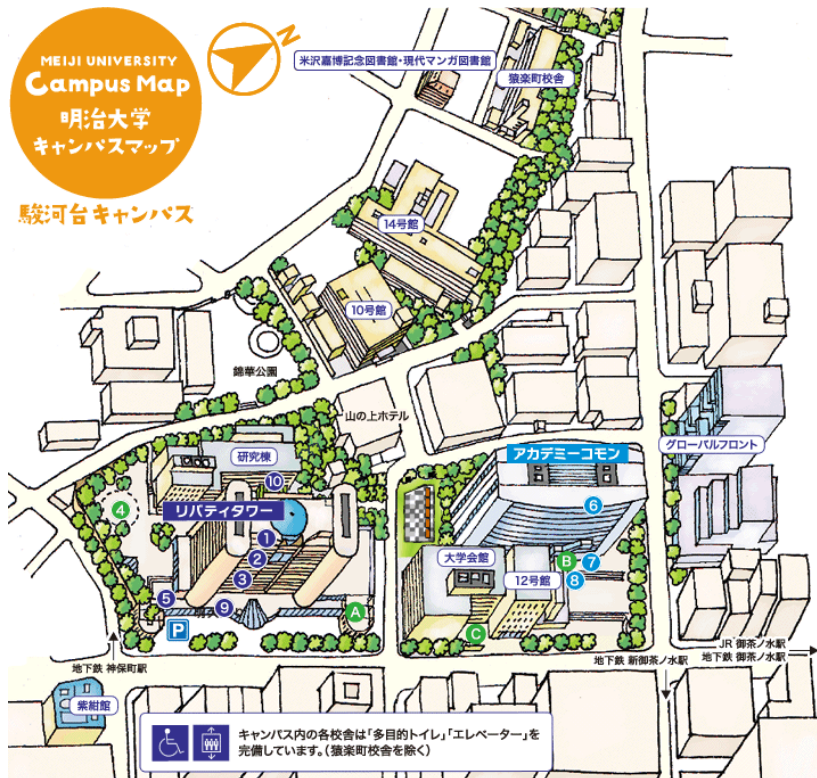 MEIJI UNIVERSITY
Campus Map
明治大学
キャンパスマップ
駿河台キャンパス
N
米沢嘉博記念図書館・現代マンガ図書館
猿楽町校舎
14号館
10号館
錦華公園
山の上ホテル
グローバルフロント
研究棟
アカデミーコモン
10
4
リバティタワー
6
1
2
3
大学会館
B
7
12号館
8
5
9
A
P
C
JR 御茶ノ水駅
地下鉄 神保町駅
地下鉄 新御茶ノ水駅
地下鉄 御茶ノ水駅
紫紺館
キャンパス内の各校舎は「多目的トイレ」「エレベーター」を
完備しています。(猿楽町校舎を除く)